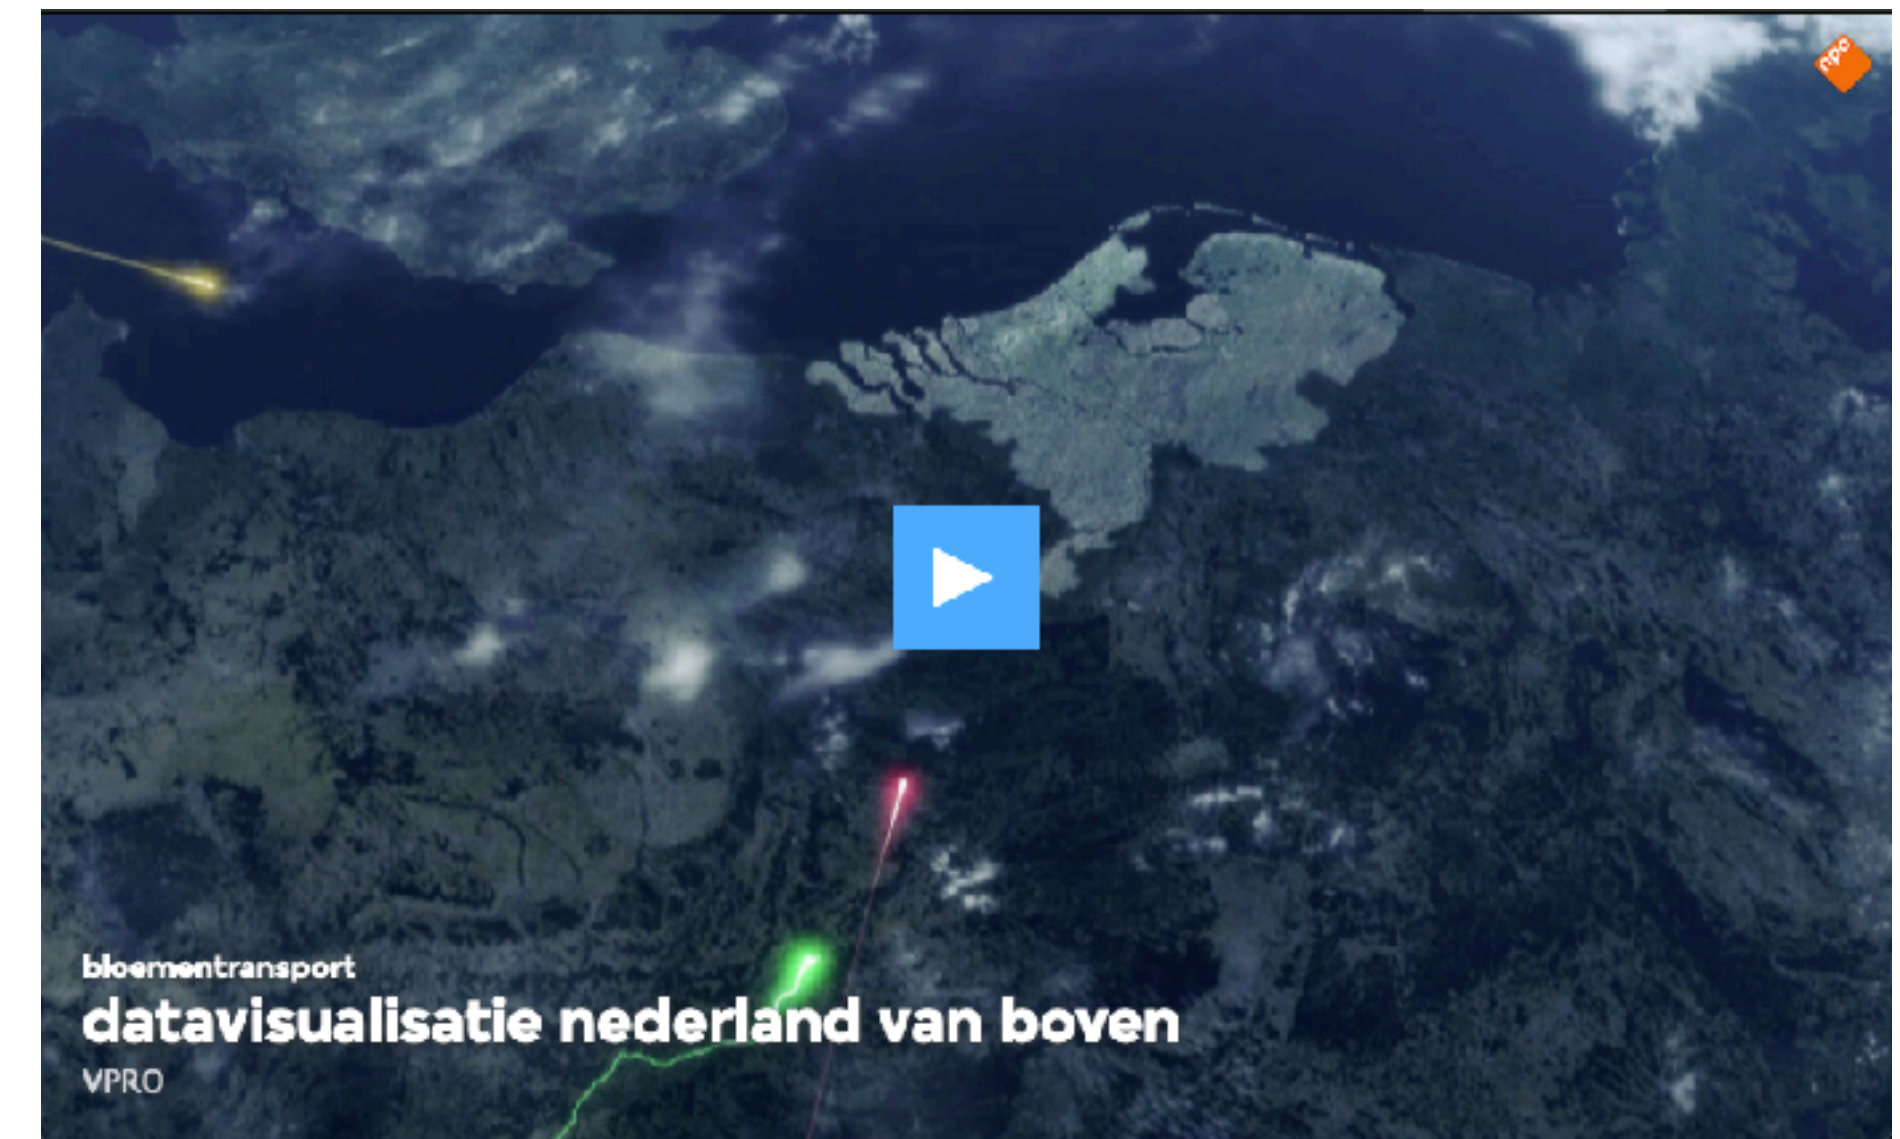 npo
bloementransport
datavisualisatie nederland van boven
VPRO